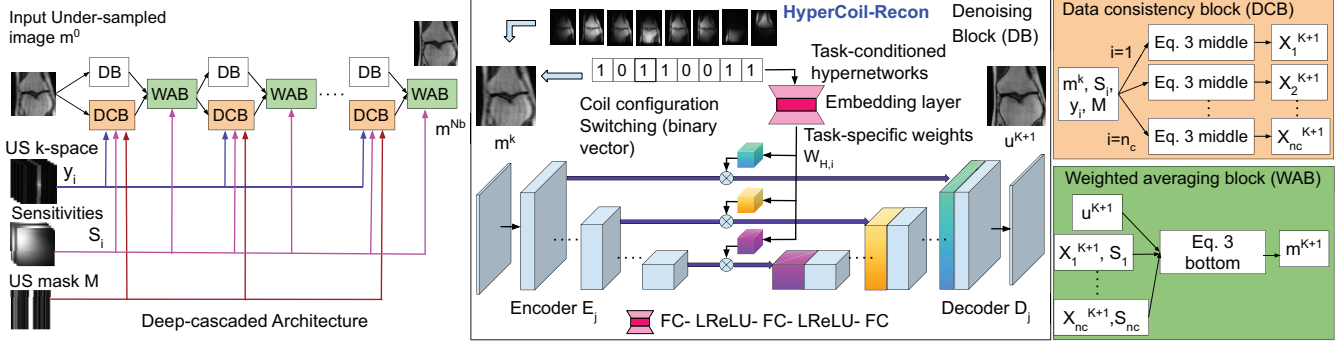 Input Under-sampled
image m⁰
DB
DB
DB
WAB
WAB
WAB
DCB
DCB
DCB
m^Nb
US k-space
y_i
Sensitivities
S_i
US mask M
Deep-cascaded Architecture
HyperCoil-Recon
Denoising
Block (DB)
1 0 1 1 0 0 1 1
Task-conditioned
hypernetworks
Embedding layer
Coil configuration
Switching (binary
vector)
Task-specific weights
W_H,i
m^k
u^K+1
Encoder E_j
Decoder D_j
FC- LReLU- FC- LReLU- FC
Data consistency block (DCB)
i=1
Eq. 3 middle
X_1^K+1
m^k, S_i,
y_i, M
Eq. 3 middle
X_2^K+1
i=n_c
Eq. 3 middle
X_nc^K+1
Weighted averaging block (WAB)
u^K+1
X_1^K+1, S_1
Eq. 3
bottom
m^K+1
X_nc^K+1,S_nc